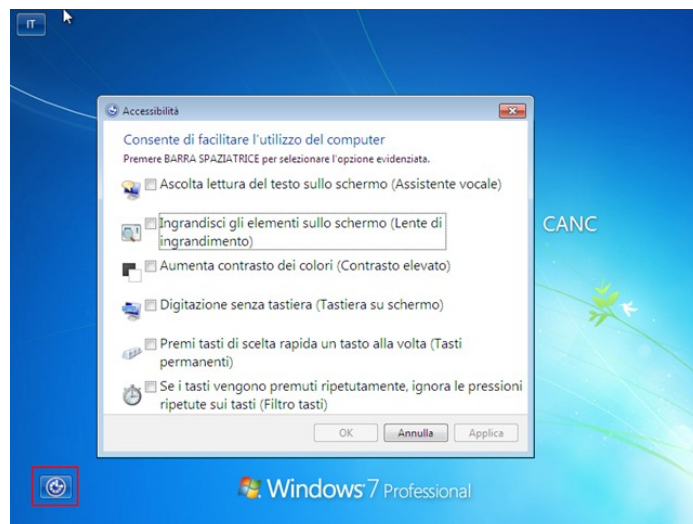 IT
Accessibilità
Consente di facilitare l'utilizzo del computer
Premere BARRA SPAZIATRICE per selezionare l'opzione evidenziata.
Ascolta lettura del testo sullo schermo (Assistente vocale)
Ingrandisci gli elementi sullo schermo (Lente di
ingrandimento)
CANC
Aumenta contrasto dei colori (Contrasto elevato)
Digitazione senza tastiera (Tastiera su schermo)
Premi tasti di scelta rapida un tasto alla volta (Tasti
permanenti)
Se i tasti vengono premuti ripetutamente, ignora le pressioni
ripetute sui tasti (Filtro tasti)
OK Annulla Applica
Windows 7 Professional